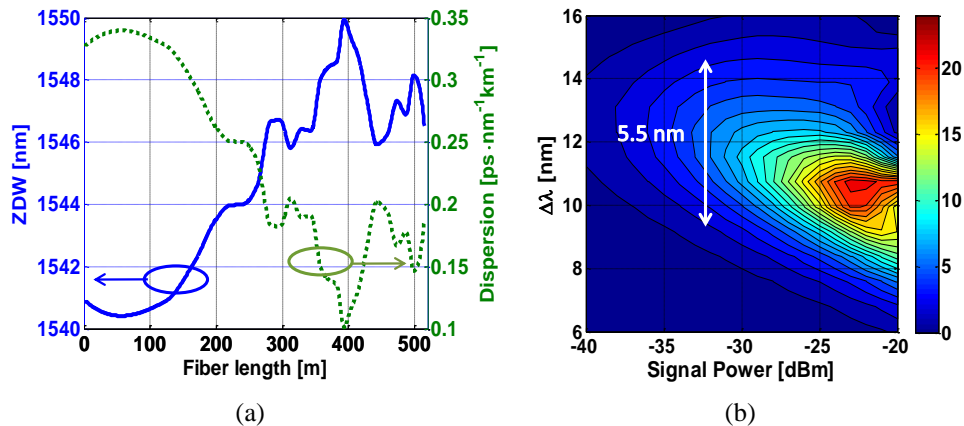 1550
1548
1546
1544
1542
1540
ZDW [nm]
0 100 200 300 400 500
Fiber length [m]
0.35
0.3
0.25
0.2
0.15
0.1
Dispersion [ps·nm⁻¹km⁻¹]
(a)
16
14
12
10
8
6
Δλ [nm]
5.5 nm
-40 -35 -30 -25 -20
Signal Power [dBm]
20
15
10
5
0
(b)